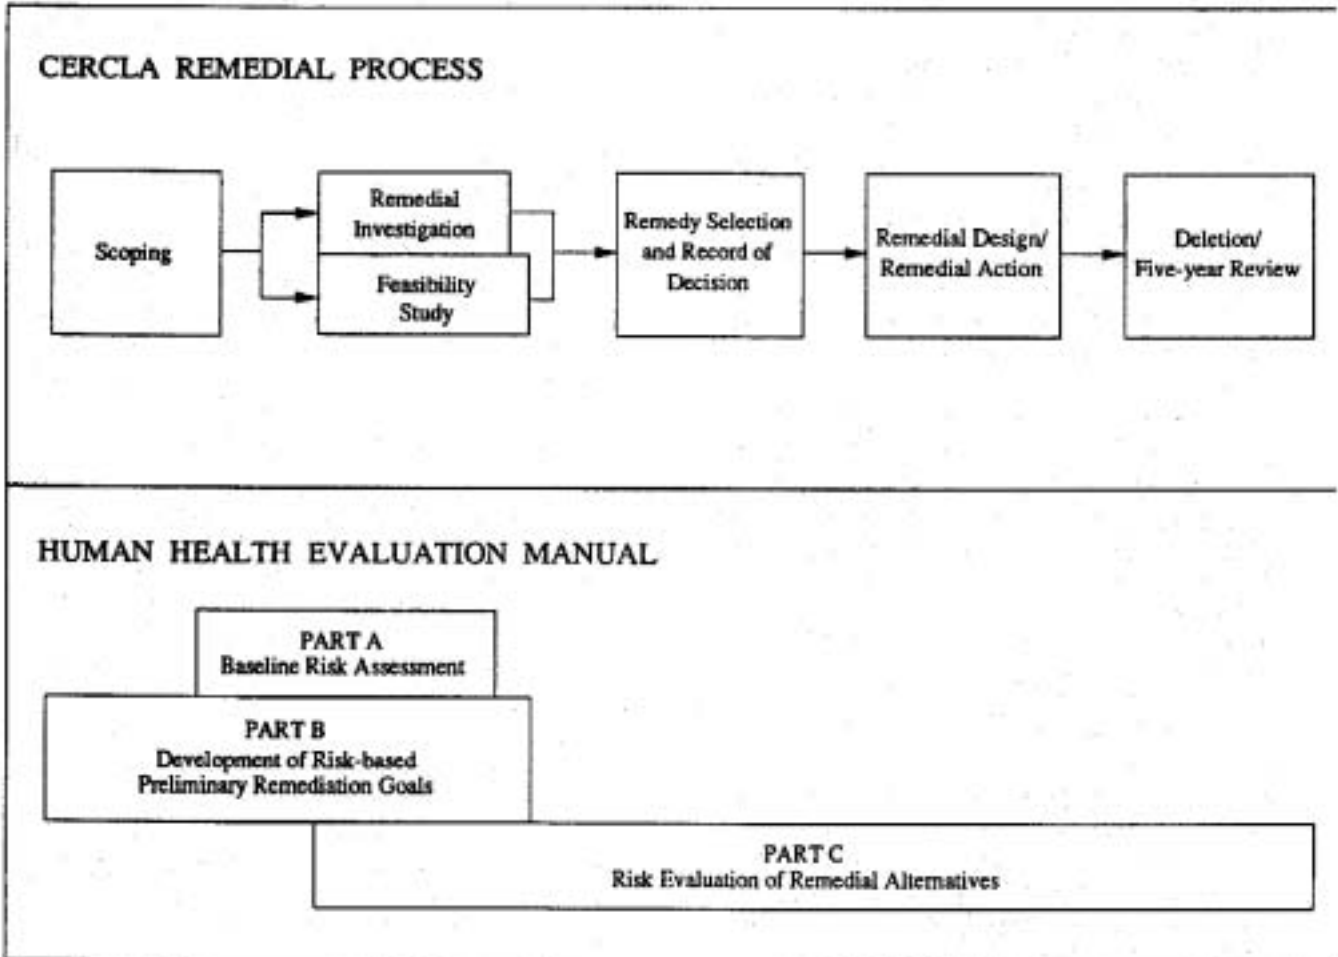 CERCLA REMEDIAL PROCESS
Scoping
Remedial
Investigation
Feasibility
Study
Remedy Selection
and Record of
Decision
Remedial Design/
Remedial Action
Deletion/
Five-year Review
HUMAN HEALTH EVALUATION MANUAL
PART A
Baseline Risk Assessment
PART B
Development of Risk-based
Preliminary Remediation Goals
PART C
Risk Evaluation of Remedial Alternatives